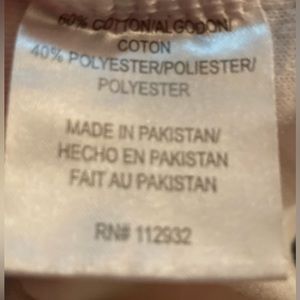 60% COTTON/ALGODON/
COTON
40% POLYESTER/POLIESTER/
POLYESTER
MADE IN PAKISTAN/
HECHO EN PAKISTAN
FAIT AU PAKISTAN
RN# 112932